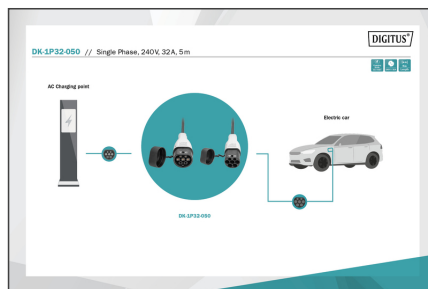 DIGITUS®
DK-1P32-050 // Single Phase, 240V, 32A, 5m
AC Charging point
Electric car
DK-1P32-050